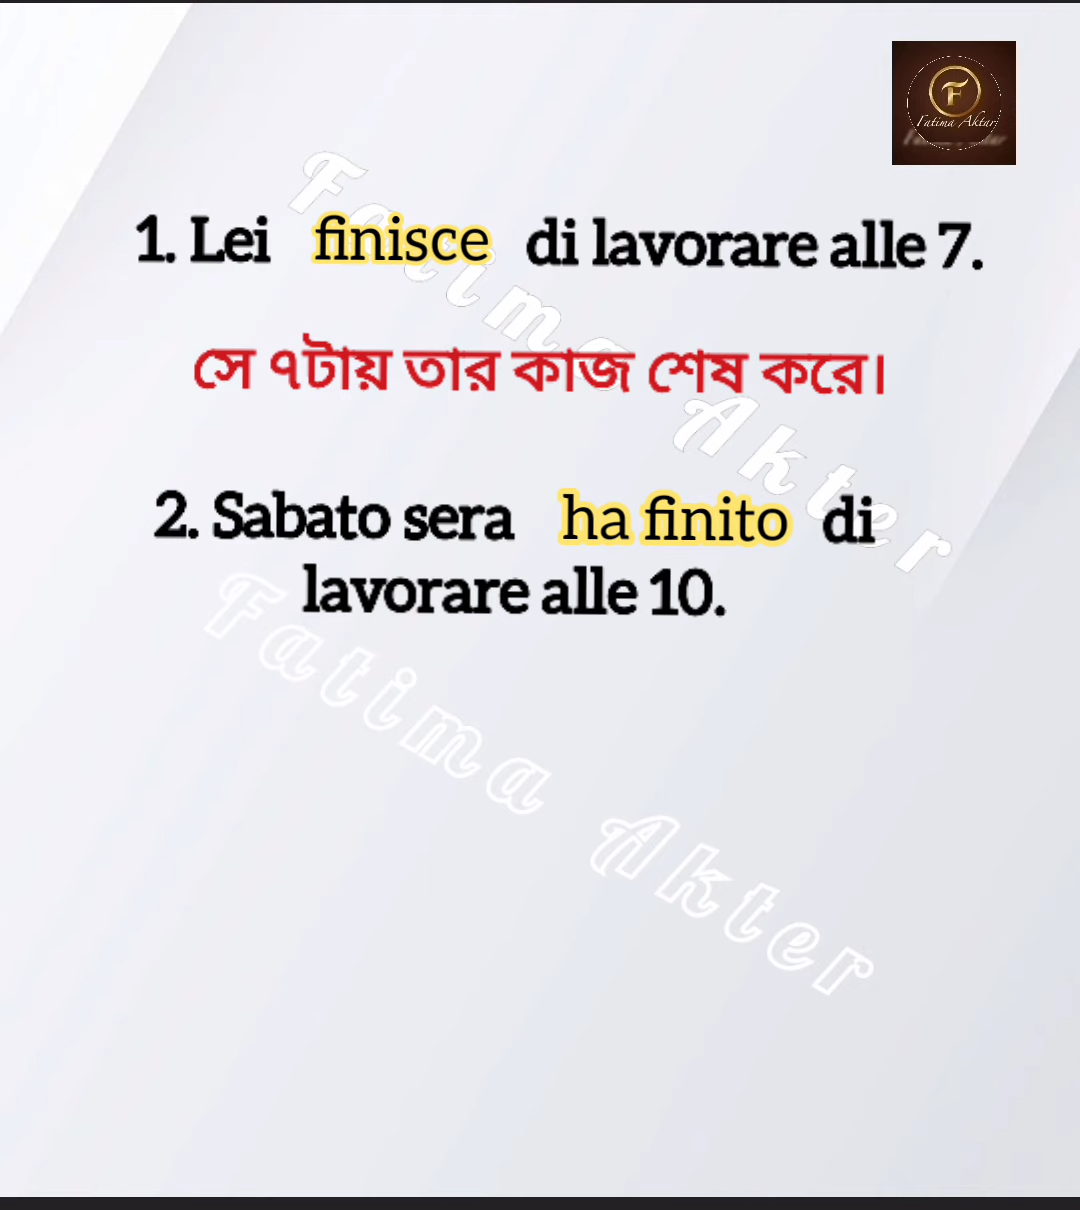 F
Fatima Aktar
1. Lei finisce di lavorare alle 7.
সে ৭টায় তার কাজ শেষ করে।
2. Sabato sera ha finito di
lavorare alle 10.
Fatima Akter
Fatima Akter